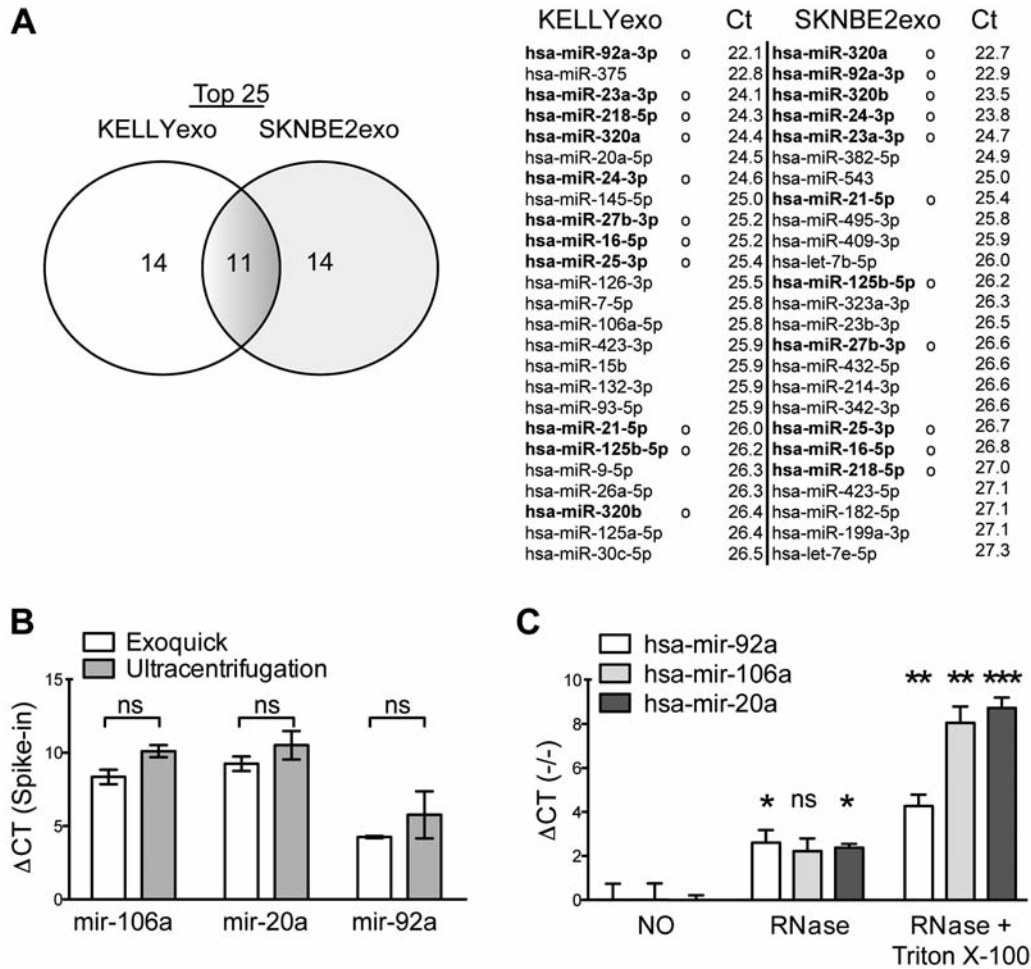 A
Top 25
KELLYexo SKNBE2exo
14 11 14
KELLYexo Ct SKNBE2exo Ct
hsa-miR-92a-3p o 22.1 hsa-miR-320a o 22.7
hsa-miR-375 22.8 hsa-miR-92a-3p o 22.9
hsa-miR-23a-3p o 24.1 hsa-miR-320b o 23.5
hsa-miR-218-5p o 24.3 hsa-miR-24-3p o 23.8
hsa-miR-320a o 24.4 hsa-miR-23a-3p o 24.7
hsa-miR-20a-5p 24.5 hsa-miR-382-5p 24.9
hsa-miR-24-3p o 24.6 hsa-miR-543 25.0
hsa-miR-145-5p 25.0 hsa-miR-21-5p o 25.4
hsa-miR-27b-3p o 25.2 hsa-miR-495-3p 25.8
hsa-miR-16-5p o 25.2 hsa-miR-409-3p 25.9
hsa-miR-25-3p o 25.4 hsa-let-7b-5p 26.0
hsa-miR-126-3p 25.5 hsa-miR-125b-5p o 26.2
hsa-miR-7-5p 25.8 hsa-miR-323a-3p 26.3
hsa-miR-106a-5p 25.8 hsa-miR-23b-3p 26.5
hsa-miR-423-3p 25.9 hsa-miR-27b-3p o 26.6
hsa-miR-15b 25.9 hsa-miR-432-5p 26.6
hsa-miR-132-3p 25.9 hsa-miR-214-3p 26.6
hsa-miR-93-5p 25.9 hsa-miR-342-3p 26.6
hsa-miR-21-5p o 26.0 hsa-miR-25-3p o 26.7
hsa-miR-125b-5p o 26.2 hsa-miR-16-5p o 26.8
hsa-miR-9-5p 26.3 hsa-miR-218-5p o 27.0
hsa-miR-26a-5p 26.3 hsa-miR-423-5p 27.1
hsa-miR-320b o 26.4 hsa-miR-182-5p 27.1
hsa-miR-125a-5p 26.4 hsa-miR-199a-3p 27.1
hsa-miR-30c-5p 26.5 hsa-let-7e-5p 27.3
B
Exoquick
Ultracentrifugation
ΔCT (Spike-in)
15
10
5
0
ns ns ns
mir-106a mir-20a mir-92a
C
hsa-mir-92a
hsa-mir-106a
hsa-mir-20a
ΔCT (-/-)
10
8
6
4
2
0
* ns * ** ** ***
NO RNase RNase +
Triton X-100